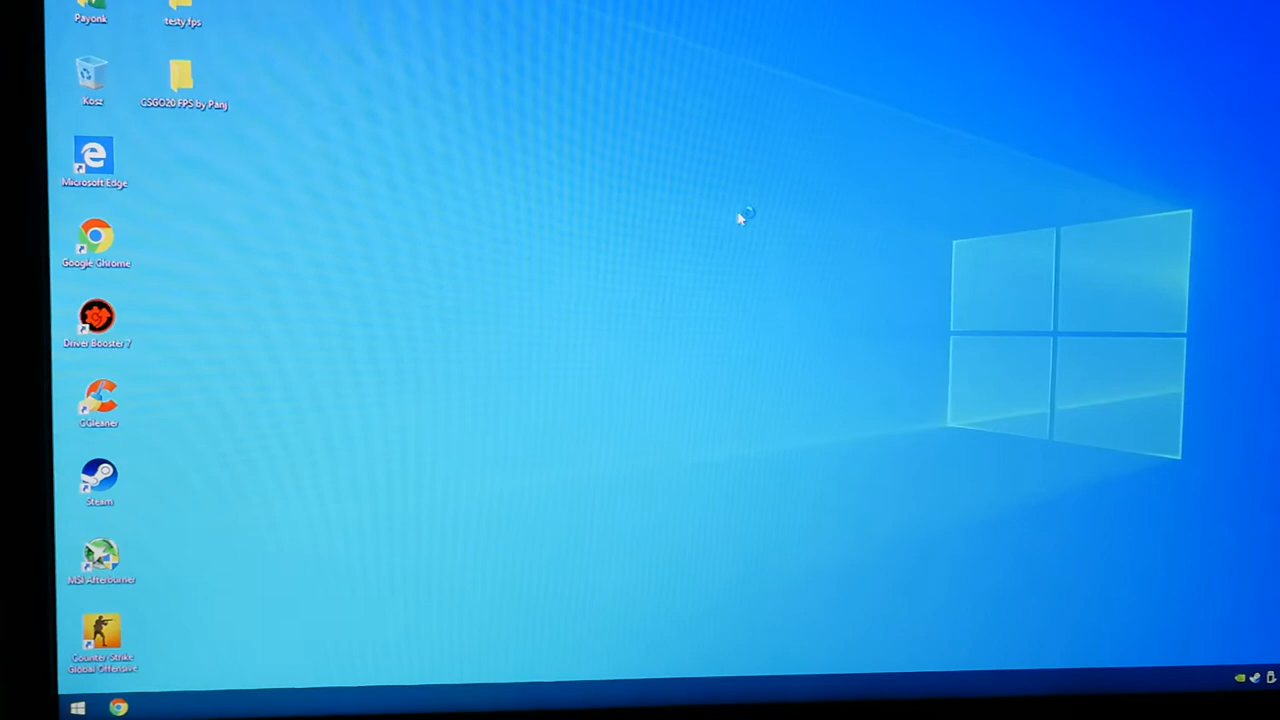 Payonk
testy fps
Kosz
CSGO20 FPS by Panj
Microsoft Edge
Google Chrome
Driver Booster 7
CCleaner
Steam
MSI Afterburner
Counter-Strike
Global Offensive